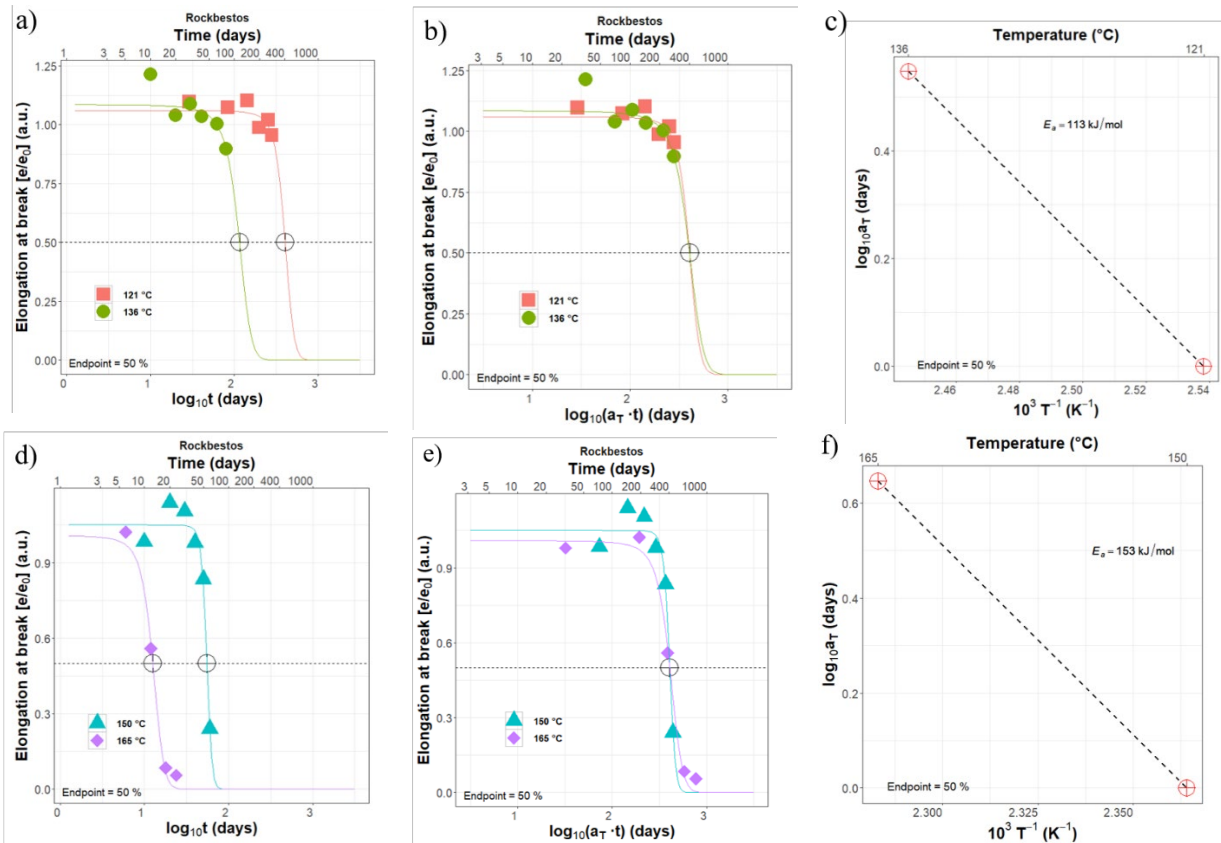 a)
Rockbestos
Time (days)
1 3 5 10 20 50 100 200 400 1000
Elongation at break [e/e0] (a.u.)
1.25
1.00
0.75
0.50
0.25
0.00
121 °C
136 °C
Endpoint = 50 %
0 1 2 3
log10t (days)
b)
Rockbestos
Time (days)
3 5 10 20 50 100 200 400 1000
Elongation at break [e/e0] (a.u.)
1.25
1.00
0.75
0.50
0.25
0.00
121 °C
136 °C
Endpoint = 50 %
1 2 3
log10(aT ·t) (days)
c)
Temperature (°C)
136 121
log10aT (days)
0.4
0.2
0.0
Ea = 113 kJ/mol
Endpoint = 50 %
2.46 2.48 2.50 2.52 2.54
10³ T⁻¹ (K⁻¹)
d)
Rockbestos
Time (days)
1 3 5 10 20 50 100 200 400 1000
Elongation at break [e/e0] (a.u.)
0.9
0.6
0.3
0.0
150 °C
165 °C
Endpoint = 50 %
0 1 2 3
log10t (days)
e)
Rockbestos
Time (days)
3 5 10 20 50 100 200 400 1000
Elongation at break [e/e0] (a.u.)
0.9
0.6
0.3
0.0
150 °C
165 °C
Endpoint = 50 %
1 2 3
log10(aT ·t) (days)
f)
Temperature (°C)
165 150
log10aT (days)
0.6
0.4
0.2
0.0
Ea = 153 kJ/mol
Endpoint = 50 %
2.300 2.325 2.350
10³ T⁻¹ (K⁻¹)